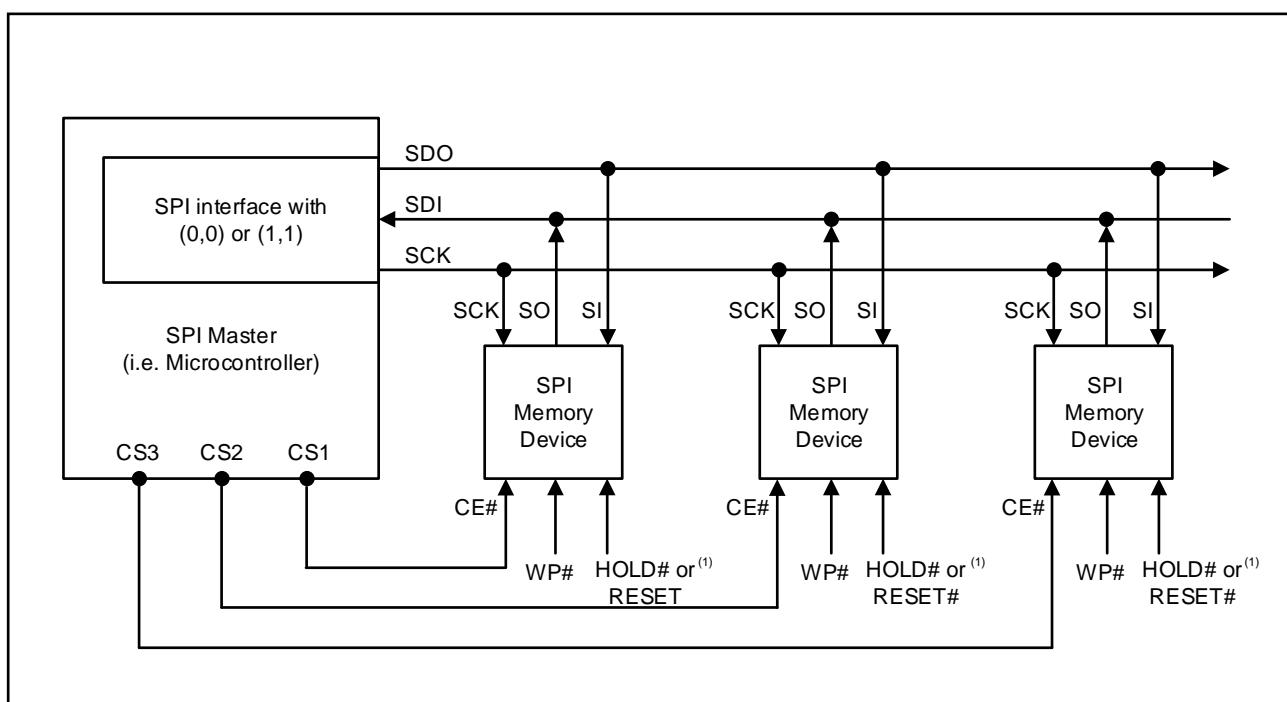 SDO
SPI interface with
(0,0) or (1,1)
SDI
SCK
SPI Master
(i.e. Microcontroller)
SCK SO SI
SCK SO SI
SCK SO SI
SPI
Memory
Device
SPI
Memory
Device
SPI
Memory
Device
CS3 CS2 CS1
CE#
WP#
HOLD# or (1)
RESET
CE#
WP#
HOLD# or (1)
RESET#
CE#
WP#
HOLD# or (1)
RESET#